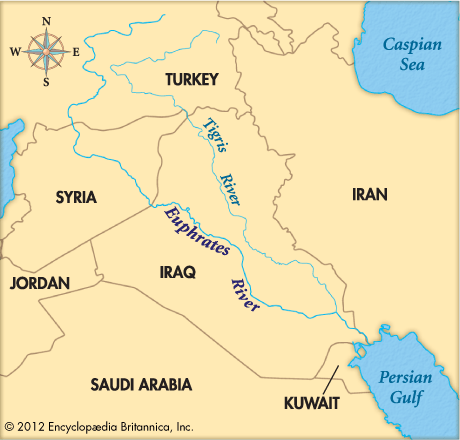 N
W
E
S
Caspian
Sea
TURKEY
Tigris
River
SYRIA
IRAN
Euphrates
River
IRAQ
JORDAN
SAUDI ARABIA
KUWAIT
Persian
Gulf
© 2012 Encyclopædia Britannica, Inc.